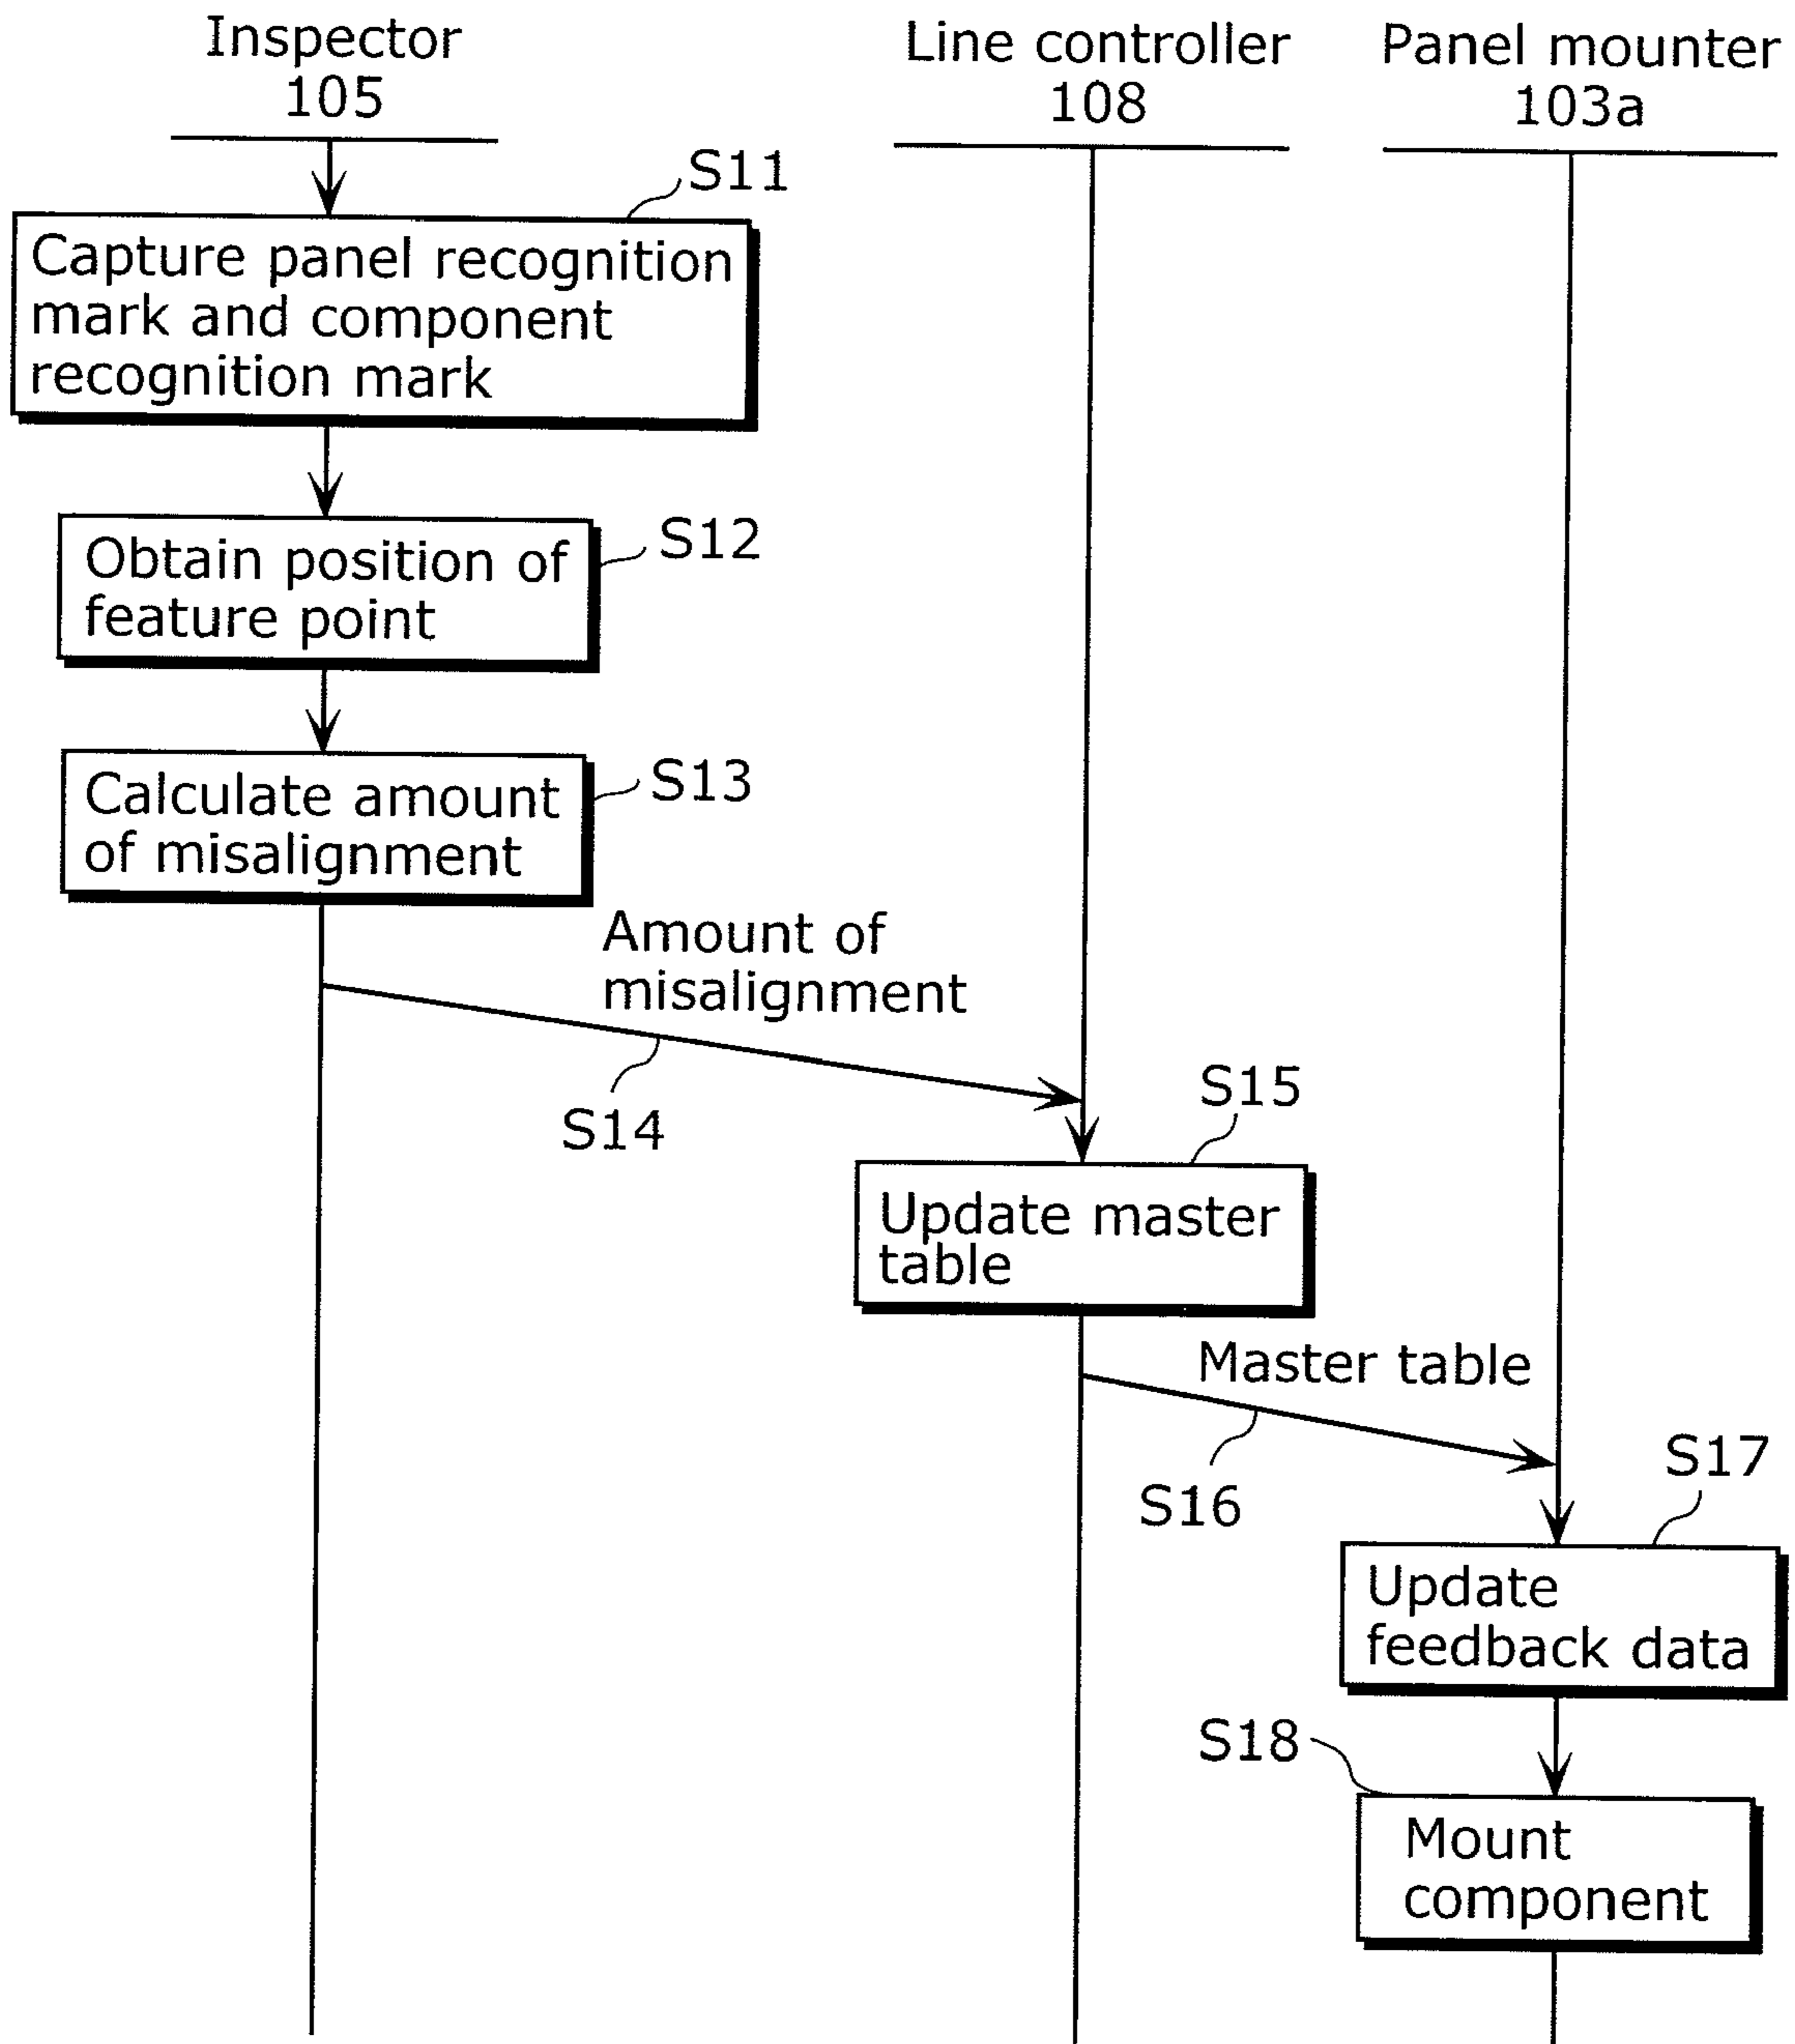 Inspector
105
Line controller
108
Panel mounter
103a
S11
Capture panel recognition
mark and component
recognition mark
S12
Obtain position of
feature point
S13
Calculate amount
of misalignment
Amount of
misalignment
S14
S15
Update master
table
Master table
S16
S17
Update
feedback data
S18
Mount
component